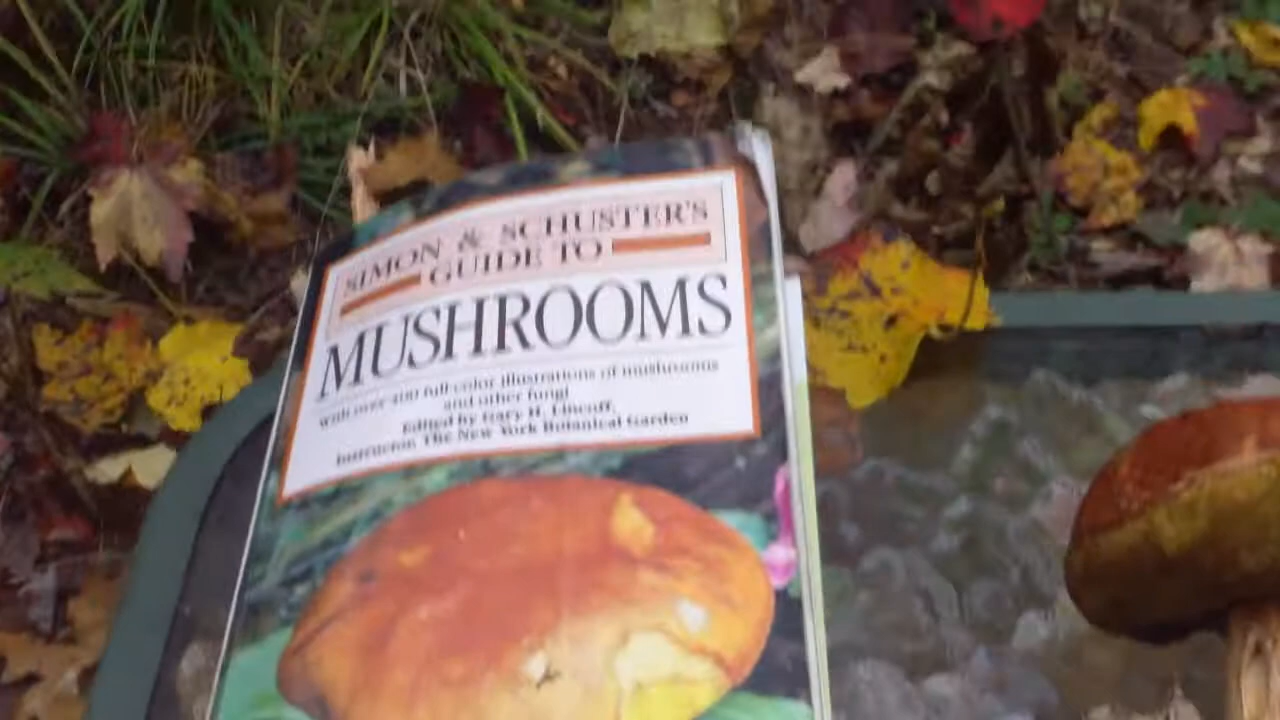 SIMON & SCHUSTER'S
GUIDE TO
MUSHROOMS
with over 400 full-color illustrations of mushrooms
and other fungi
Edited by Gary H. Lincoff,
Instructor, The New York Botanical Garden